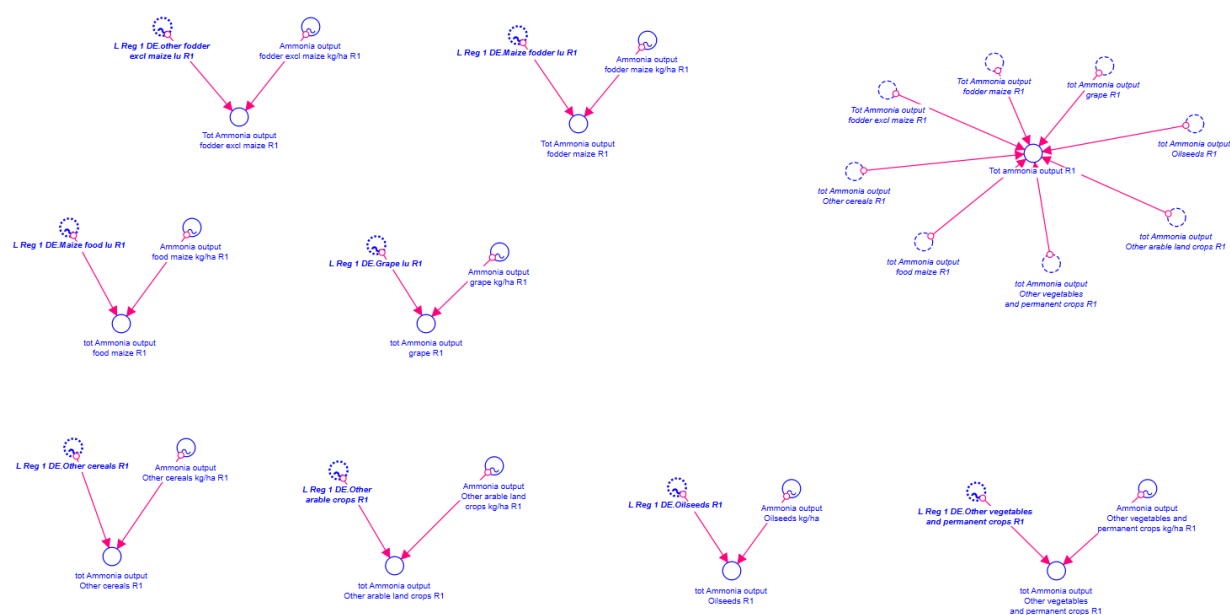 L Reg 1 DE.other fodder
excl maize lu R1
Ammonia output
fodder excl maize kg/ha R1
Tot Ammonia output
fodder excl maize R1
L Reg 1 DE.Maize fodder lu R1
Ammonia output
fodder maize kg/ha R1
Tot Ammonia output
fodder maize R1
Tot Ammonia output
fodder maize R1
tot Ammonia output
grape R1
Tot Ammonia output
fodder excl maize R1
tot Ammonia output
Oilseeds R1
Tot ammonia output R1
tot Ammonia output
Other cereals R1
tot Ammonia output
Other arable land crops R1
tot Ammonia output
food maize R1
tot Ammonia output
Other vegetables
and permanent crops R1
L Reg 1 DE.Maize food lu R1
Ammonia output
food maize kg/ha R1
tot Ammonia output
food maize R1
L Reg 1 DE.Grape lu R1
Ammonia output
grape kg/ha R1
tot Ammonia output
grape R1
L Reg 1 DE.Other cereals R1
Ammonia output
Other cereals kg/ha R1
tot Ammonia output
Other cereals R1
L Reg 1 DE.Other
arable crops R1
Ammonia output
Other arable land
crops kg/ha R1
tot Ammonia output
Other arable land crops R1
L Reg 1 DE.Oilseeds R1
Ammonia output
Oilseeds kg/ha
tot Ammonia output
Oilseeds R1
L Reg 1 DE.Other vegetables
and permanent crops R1
Ammonia output
Other vegetables and
permanent crops kg/ha R1
tot Ammonia output
Other vegetables
and permanent crops R1